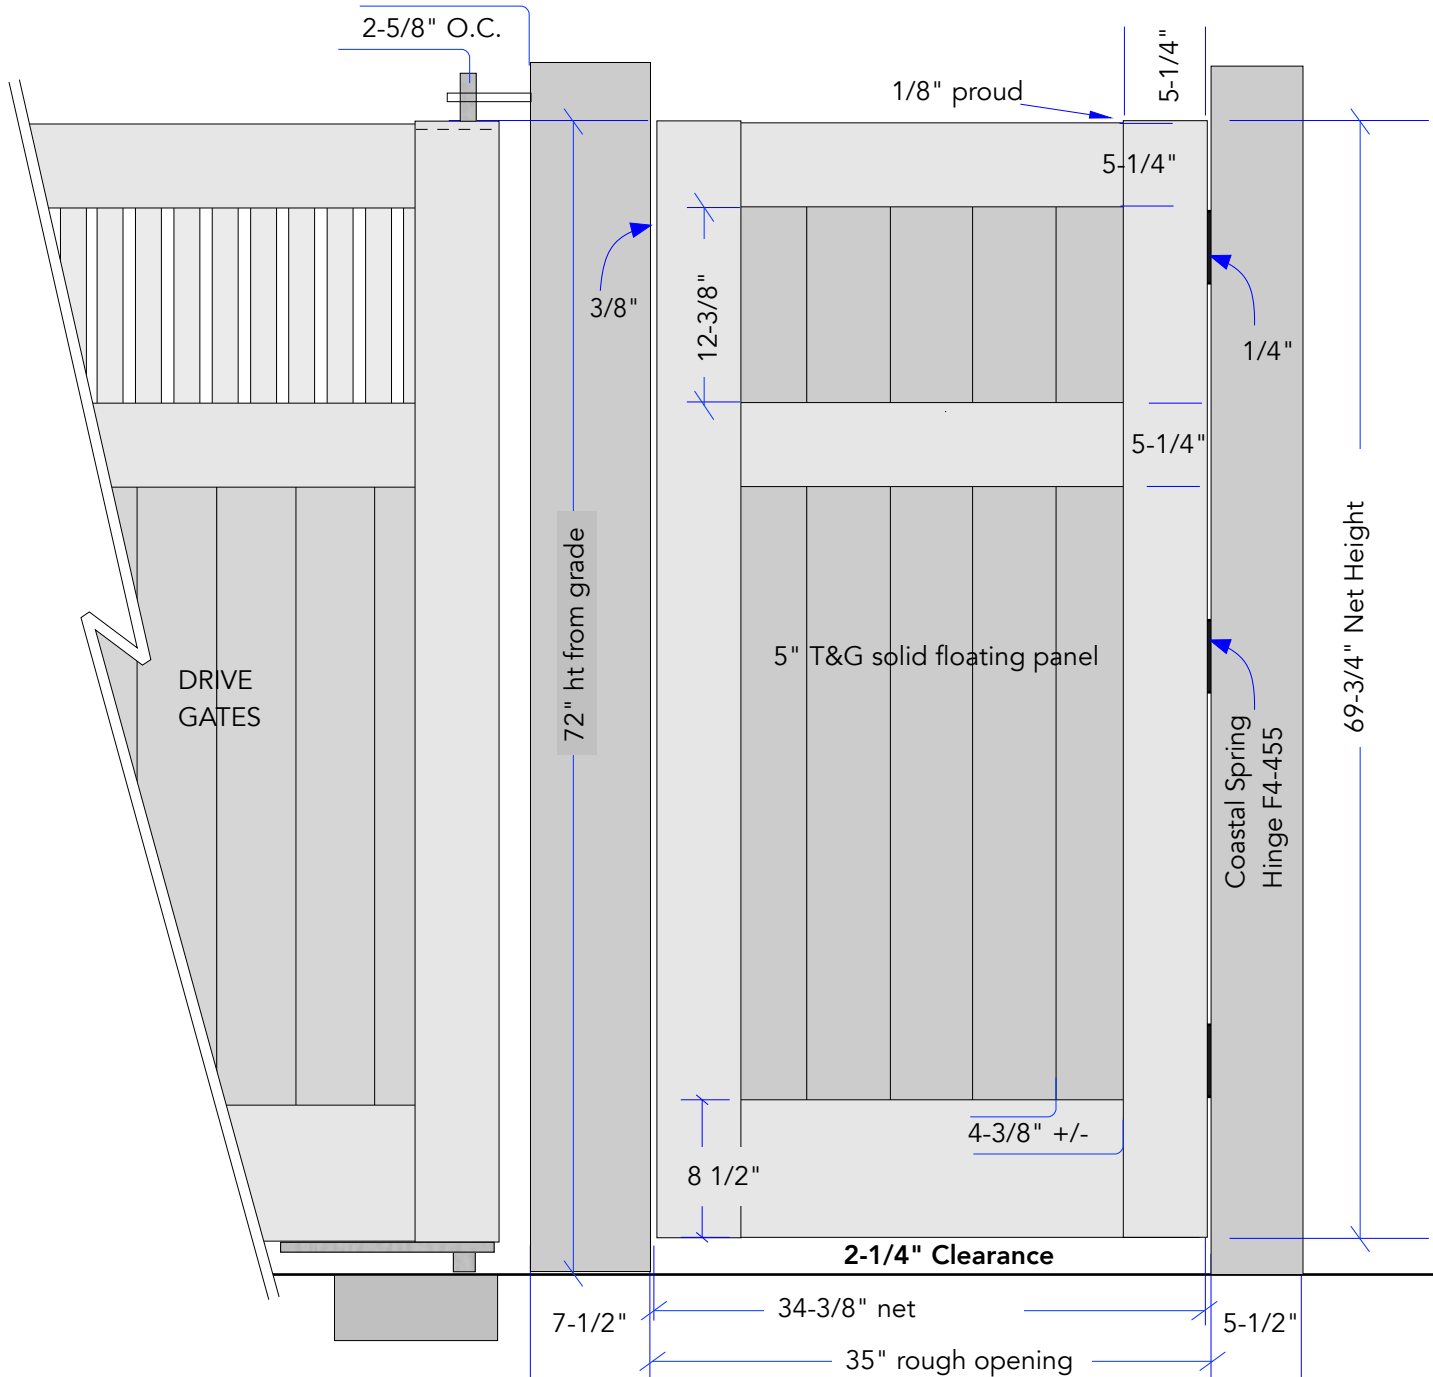 2-5/8" O.C.
1/8" proud
5-1/4"
5-1/4"
3/8"
12-3/8"
1/4"
5-1/4"
72" ht from grade
69-3/4" Net Height
5" T&G solid floating panel
DRIVE
GATES
Coastal Spring
Hinge F4-455
4-3/8" +/-
8 1/2"
2-1/4" Clearance
7-1/2"
34-3/8" net
5-1/2"
35" rough opening